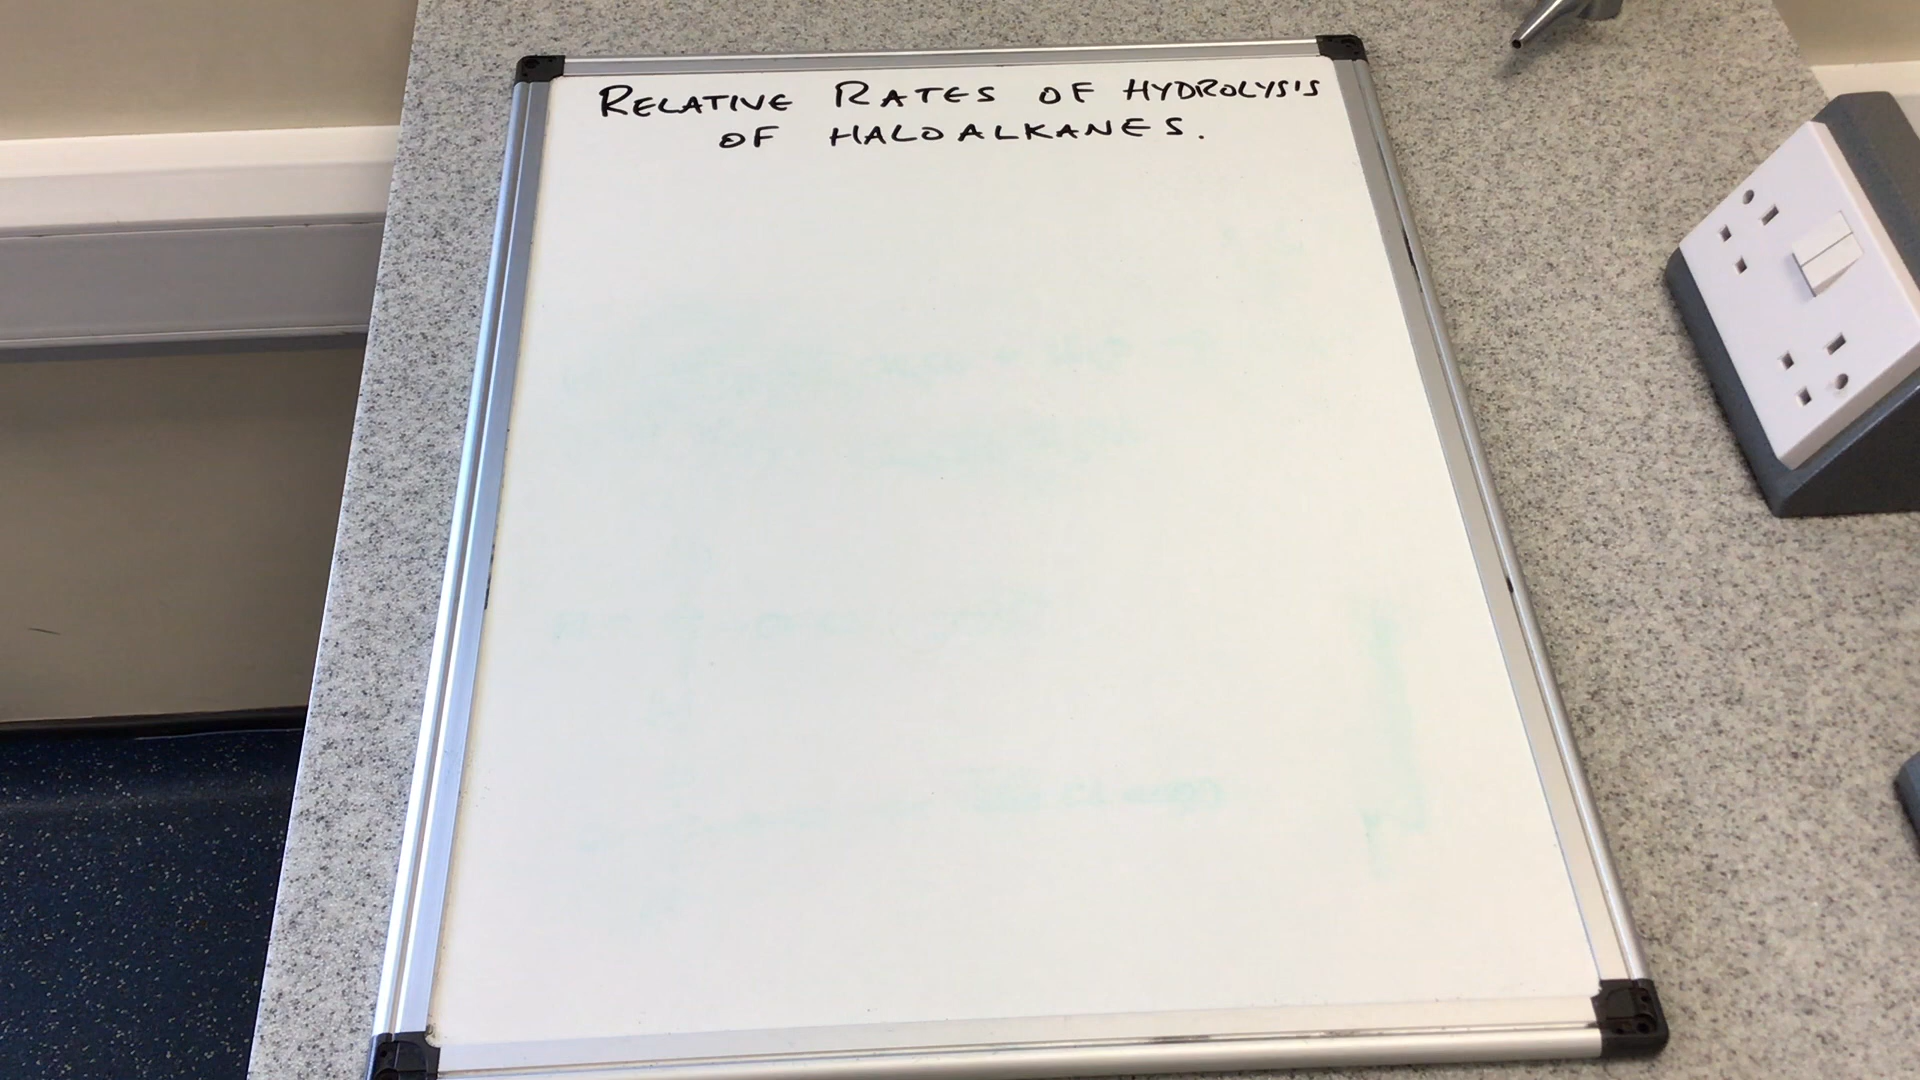 RELATIVE RATES OF HYDROLYSIS
OF HALOALKANES.